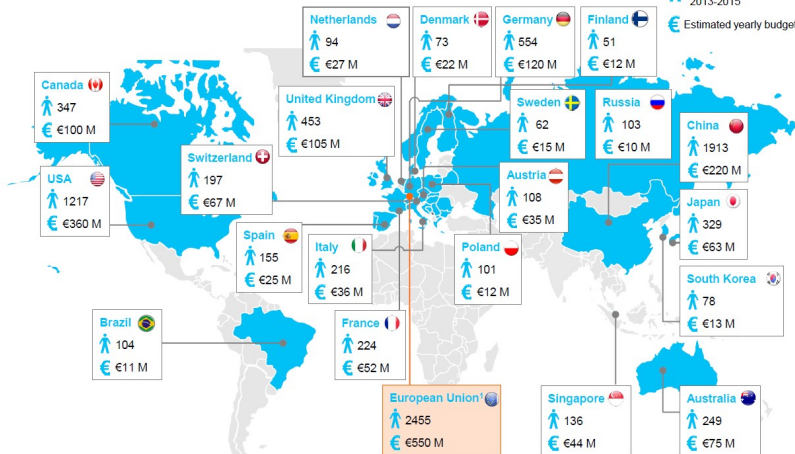 2013-2015
Estimated yearly budget
Netherlands
94
€27 M
Denmark
73
€22 M
Germany
554
€120 M
Finland
51
€12 M
Canada
347
€100 M
United Kingdom
453
€105 M
Sweden
62
€15 M
Russia
103
€10 M
China
1913
€220 M
Switzerland
197
€67 M
USA
1217
€360 M
Austria
108
€35 M
Japan
329
€63 M
Spain
155
€25 M
Italy
216
€36 M
Poland
101
€12 M
South Korea
78
€13 M
Brazil
104
€11 M
France
224
€52 M
European Union¹
2455
€550 M
Singapore
136
€44 M
Australia
249
€75 M